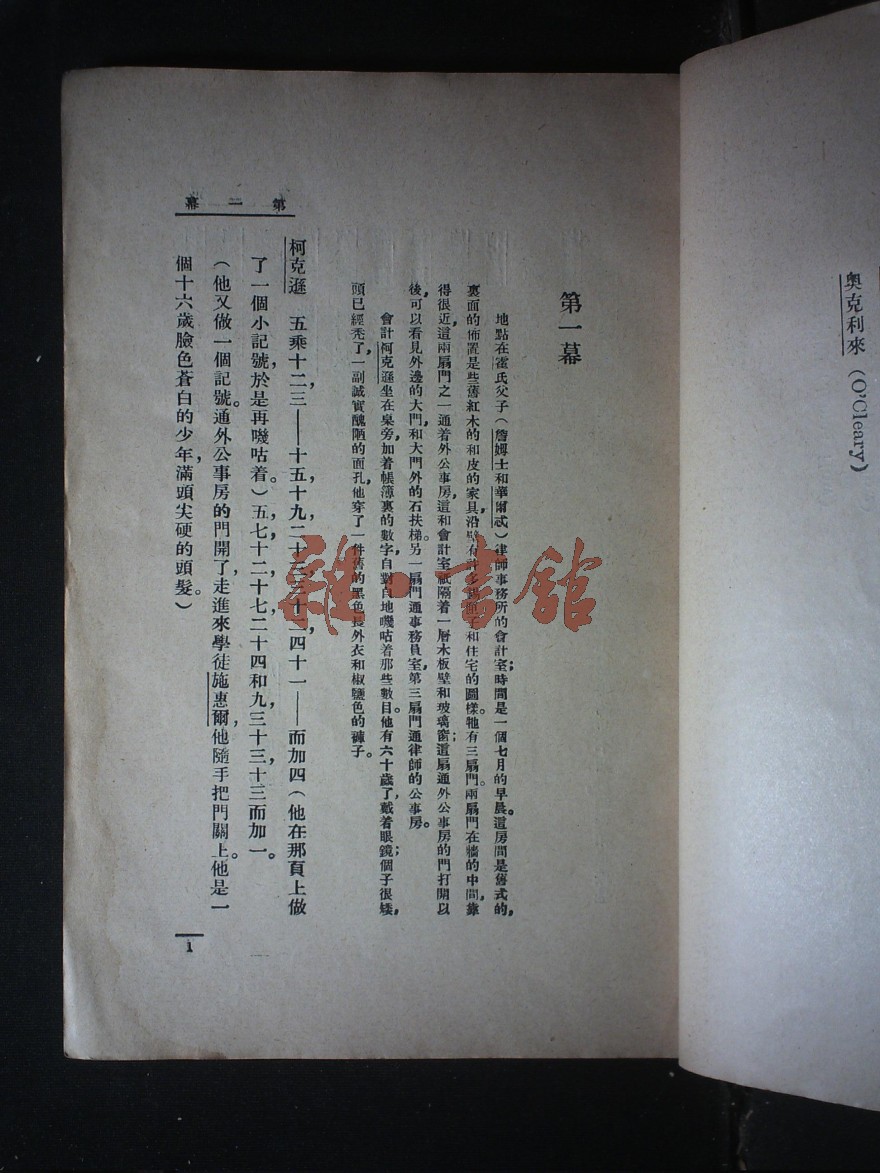 奧克利來 (O'Cleary)
第一幕
地點在霍氏父子(詹姆士和華爾忒)律師事務所的會計室;時間是一個七月的早晨。這房間是舊式的,
裏面的佈置是些舊紅木的和皮的家具沿壁有許多錫匣子和住宅的圖樣。牠有三扇門。兩扇門在牆的中間,靠
得很近,這兩扇門之一通着外公事房,這和會計室祇隔着一層木板壁和玻璃窗;這扇通外公事房的門打開以
後,可以看見外邊的大門,和大門外的石扶梯。另一扇門通事務員室,第三扇門通律師的公事房。
會計柯克遜坐在桌旁,加着帳簿裏的數字,自對自地嘰咕着那些數目。他有六十歲了,戴着眼鏡;個子很矮,
頭已經禿了,一副誠實醜陋的面孔,他穿了一件舊的黑色長外衣和椒鹽色的褲子。
柯克遜 五乘十二,三——十五,十九,二十三,三十二,四十一——而加四(他在那頁上做
了一個小記號,於是再嘰咕着。)五,七,十二,十七,二十四和九,三十三,十三而加一。
(他又做一個記號。通外公事房的門開了,走進來學徒施惠爾,他隨手把門關上。他是一
個十六歲臉色蒼白的少年,滿頭尖硬的頭髮。)
第一幕
1
雜·書館